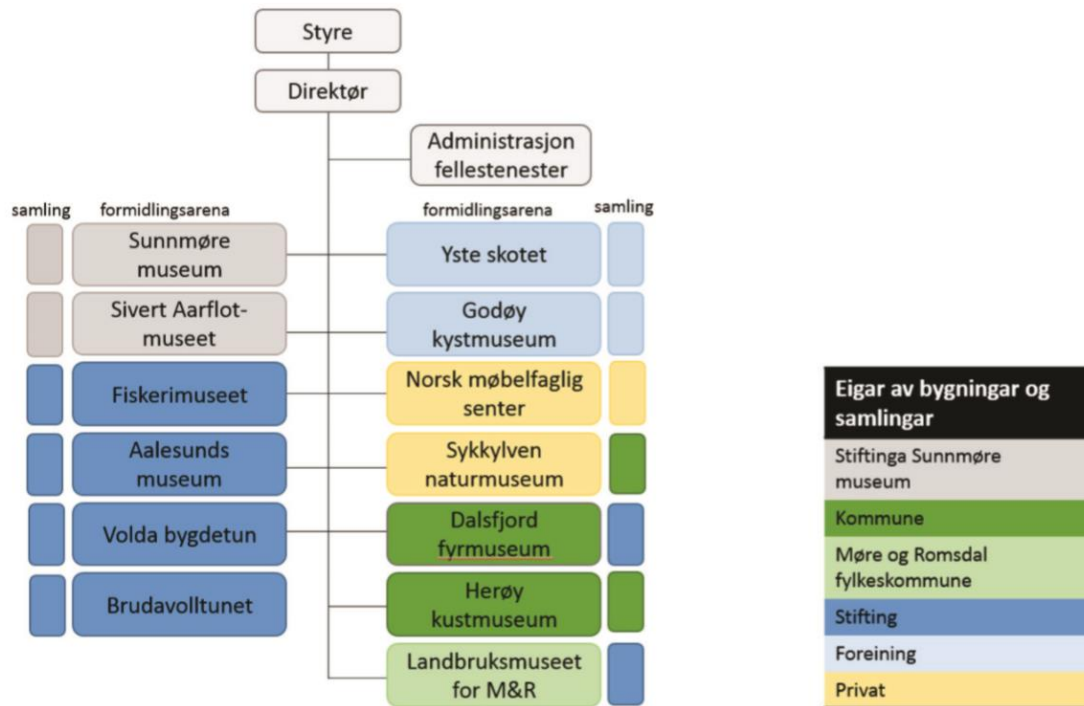 Styre
Direktør
Administrasjon
fellestenester
samling
formidlingsarena
formidlingsarena
samling
Sunnmøre
museum
Yste skotet
Sivert Aarflot-
museet
Godøy
kystmuseum
Fiskerimuseet
Norsk møbelfaglig
senter
Aalesunds
museum
Sykkylven
naturmuseum
Volda bygdetun
Dalsfjord
fyrmuseum
Brudavolltunet
Herøy
kustmuseum
Landbruksmuseet
for M&R
Eigar av bygningar og
samlingar
Stiftinga Sunnmøre
museum
Kommune
Møre og Romsdal
fylkeskommune
Stifting
Foreining
Privat